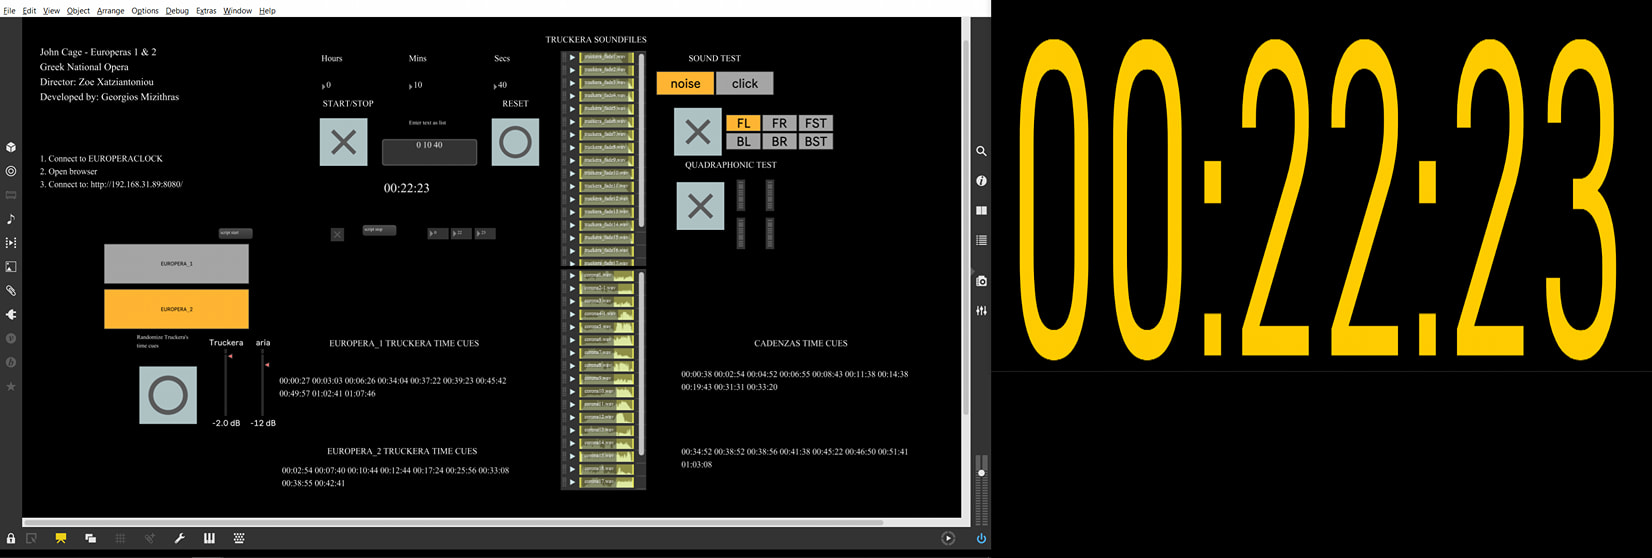 File Edit View Object Arrange Options Debug Extras Window Help
John Cage - Europeras 1 & 2
Greek National Opera
Director: Zoe Xatziantoniou
Developed by: Georgios Mizithras
1. Connect to EUROPERACLOCK
2. Open browser
3. Connect to: http://192.168.31.89:8080/
Hours Mins Secs
0 10 40
START/STOP RESET
Enter text as list
0 10 40
00:22:23
script start
script stop
EUROPERA_1
EUROPERA_2
Randomize Truckera's
time cues
Truckera aria
-2.0 dB -12 dB
TRUCKERA SOUNDFILES
SOUND TEST
noise click
FL FR FST
BL BR BST
QUADRAPHONIC TEST
EUROPERA_1 TRUCKERA TIME CUES
00:00:27 00:03:03 00:06:26 00:34:04 00:37:22 00:39:23 00:45:42
00:49:57 01:02:41 01:07:46
EUROPERA_2 TRUCKERA TIME CUES
00:02:54 00:07:40 00:10:44 00:12:44 00:17:24 00:25:56 00:33:08
00:38:55 00:42:41
CADENZAS TIME CUES
00:00:38 00:02:54 00:04:52 00:06:55 00:08:43 00:11:38 00:14:38
00:19:43 00:31:31 00:33:20
00:34:52 00:38:52 00:38:56 00:41:38 00:45:22 00:46:50 00:51:41
01:03:08
00:22:23